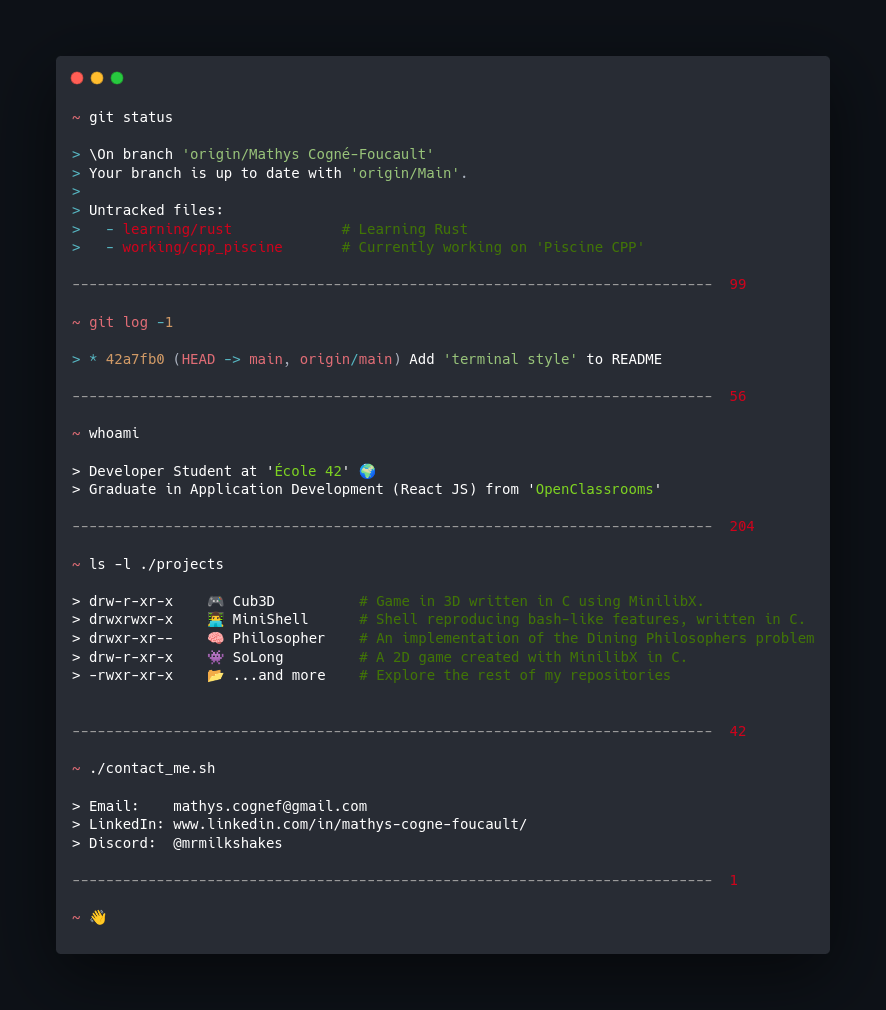 ~ git status
> \On branch 'origin/Mathys Cogné-Foucault'
> Your branch is up to date with 'origin/Main'.
>
> Untracked files:
>   - learning/rust             # Learning Rust
>   - working/cpp_piscine       # Currently working on 'Piscine CPP'
----------------------------------------------------------------------------  99
~ git log -1
> * 42a7fb0 (HEAD -> main, origin/main) Add 'terminal style' to README
----------------------------------------------------------------------------  56
~ whoami
> Developer Student at 'École 42' 🌍
> Graduate in Application Development (React JS) from 'OpenClassrooms'
----------------------------------------------------------------------------  204
~ ls -l ./projects
> drw-r-xr-x    🎮 Cub3D          # Game in 3D written in C using MinilibX.
> drwxrwxr-x    👨‍💻 MiniShell      # Shell reproducing bash-like features, written in C.
> drwxr-xr--    🧠 Philosopher    # An implementation of the Dining Philosophers problem
> drw-r-xr-x    👾 SoLong         # A 2D game created with MinilibX in C.
> -rwxr-xr-x    📂 ...and more    # Explore the rest of my repositories
----------------------------------------------------------------------------  42
~ ./contact_me.sh
> Email:    mathys.cognef@gmail.com
> LinkedIn: www.linkedin.com/in/mathys-cogne-foucault/
> Discord:  @mrmilkshakes
----------------------------------------------------------------------------  1
~ 👋